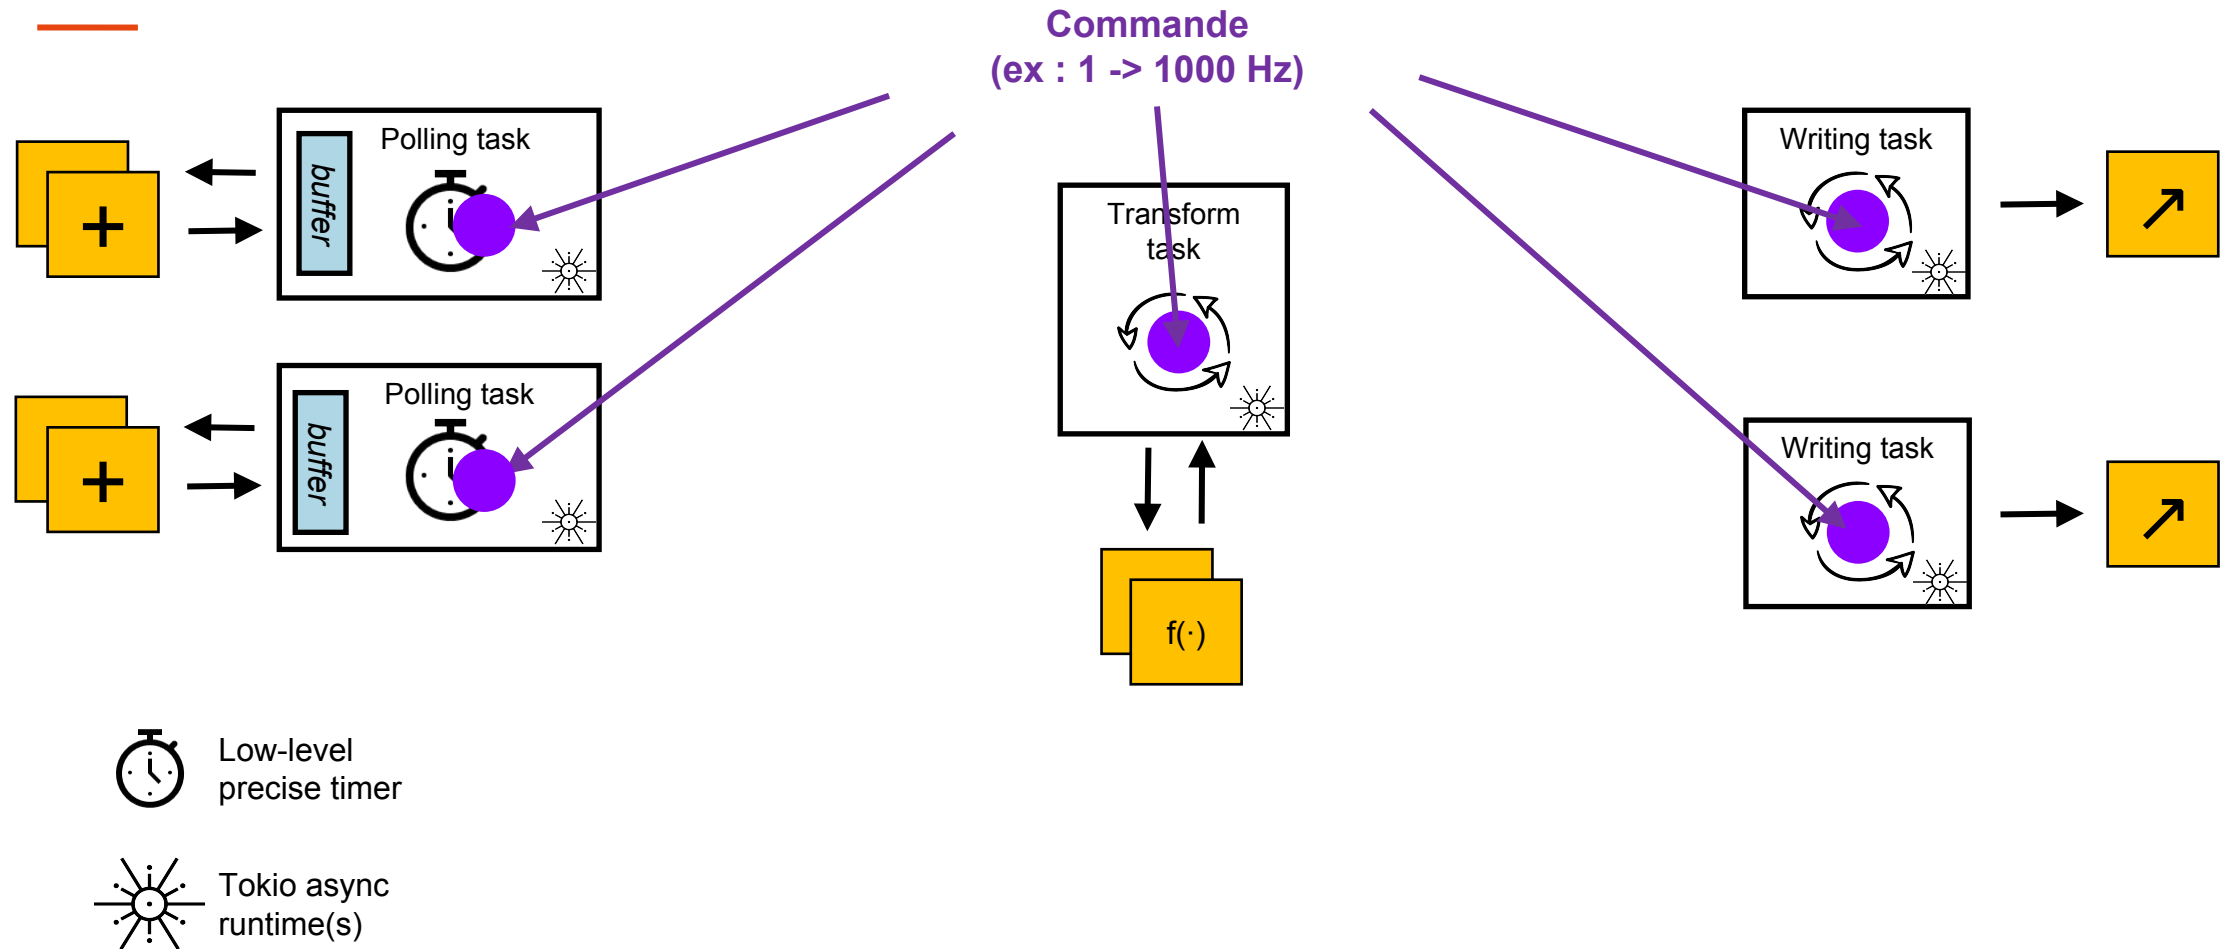 Commande
(ex : 1 -> 1000 Hz)
Polling task
buffer
Writing task
Transform
task
Polling task
buffer
Writing task
f(·)
Low-level
precise timer
Tokio async
runtime(s)